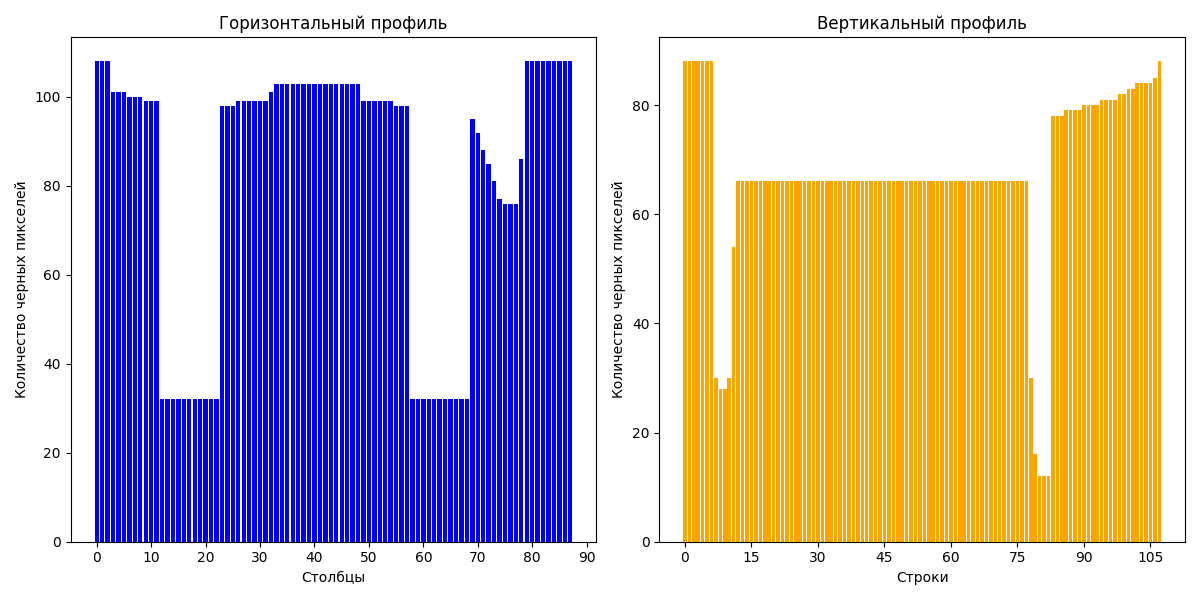 Горизонтальный профиль
Количество черных пикселей
100
80
60
40
20
0
0 10 20 30 40 50 60 70 80 90
Столбцы
Вертикальный профиль
Количество черных пикселей
80
60
40
20
0
0 15 30 45 60 75 90 105
Строки